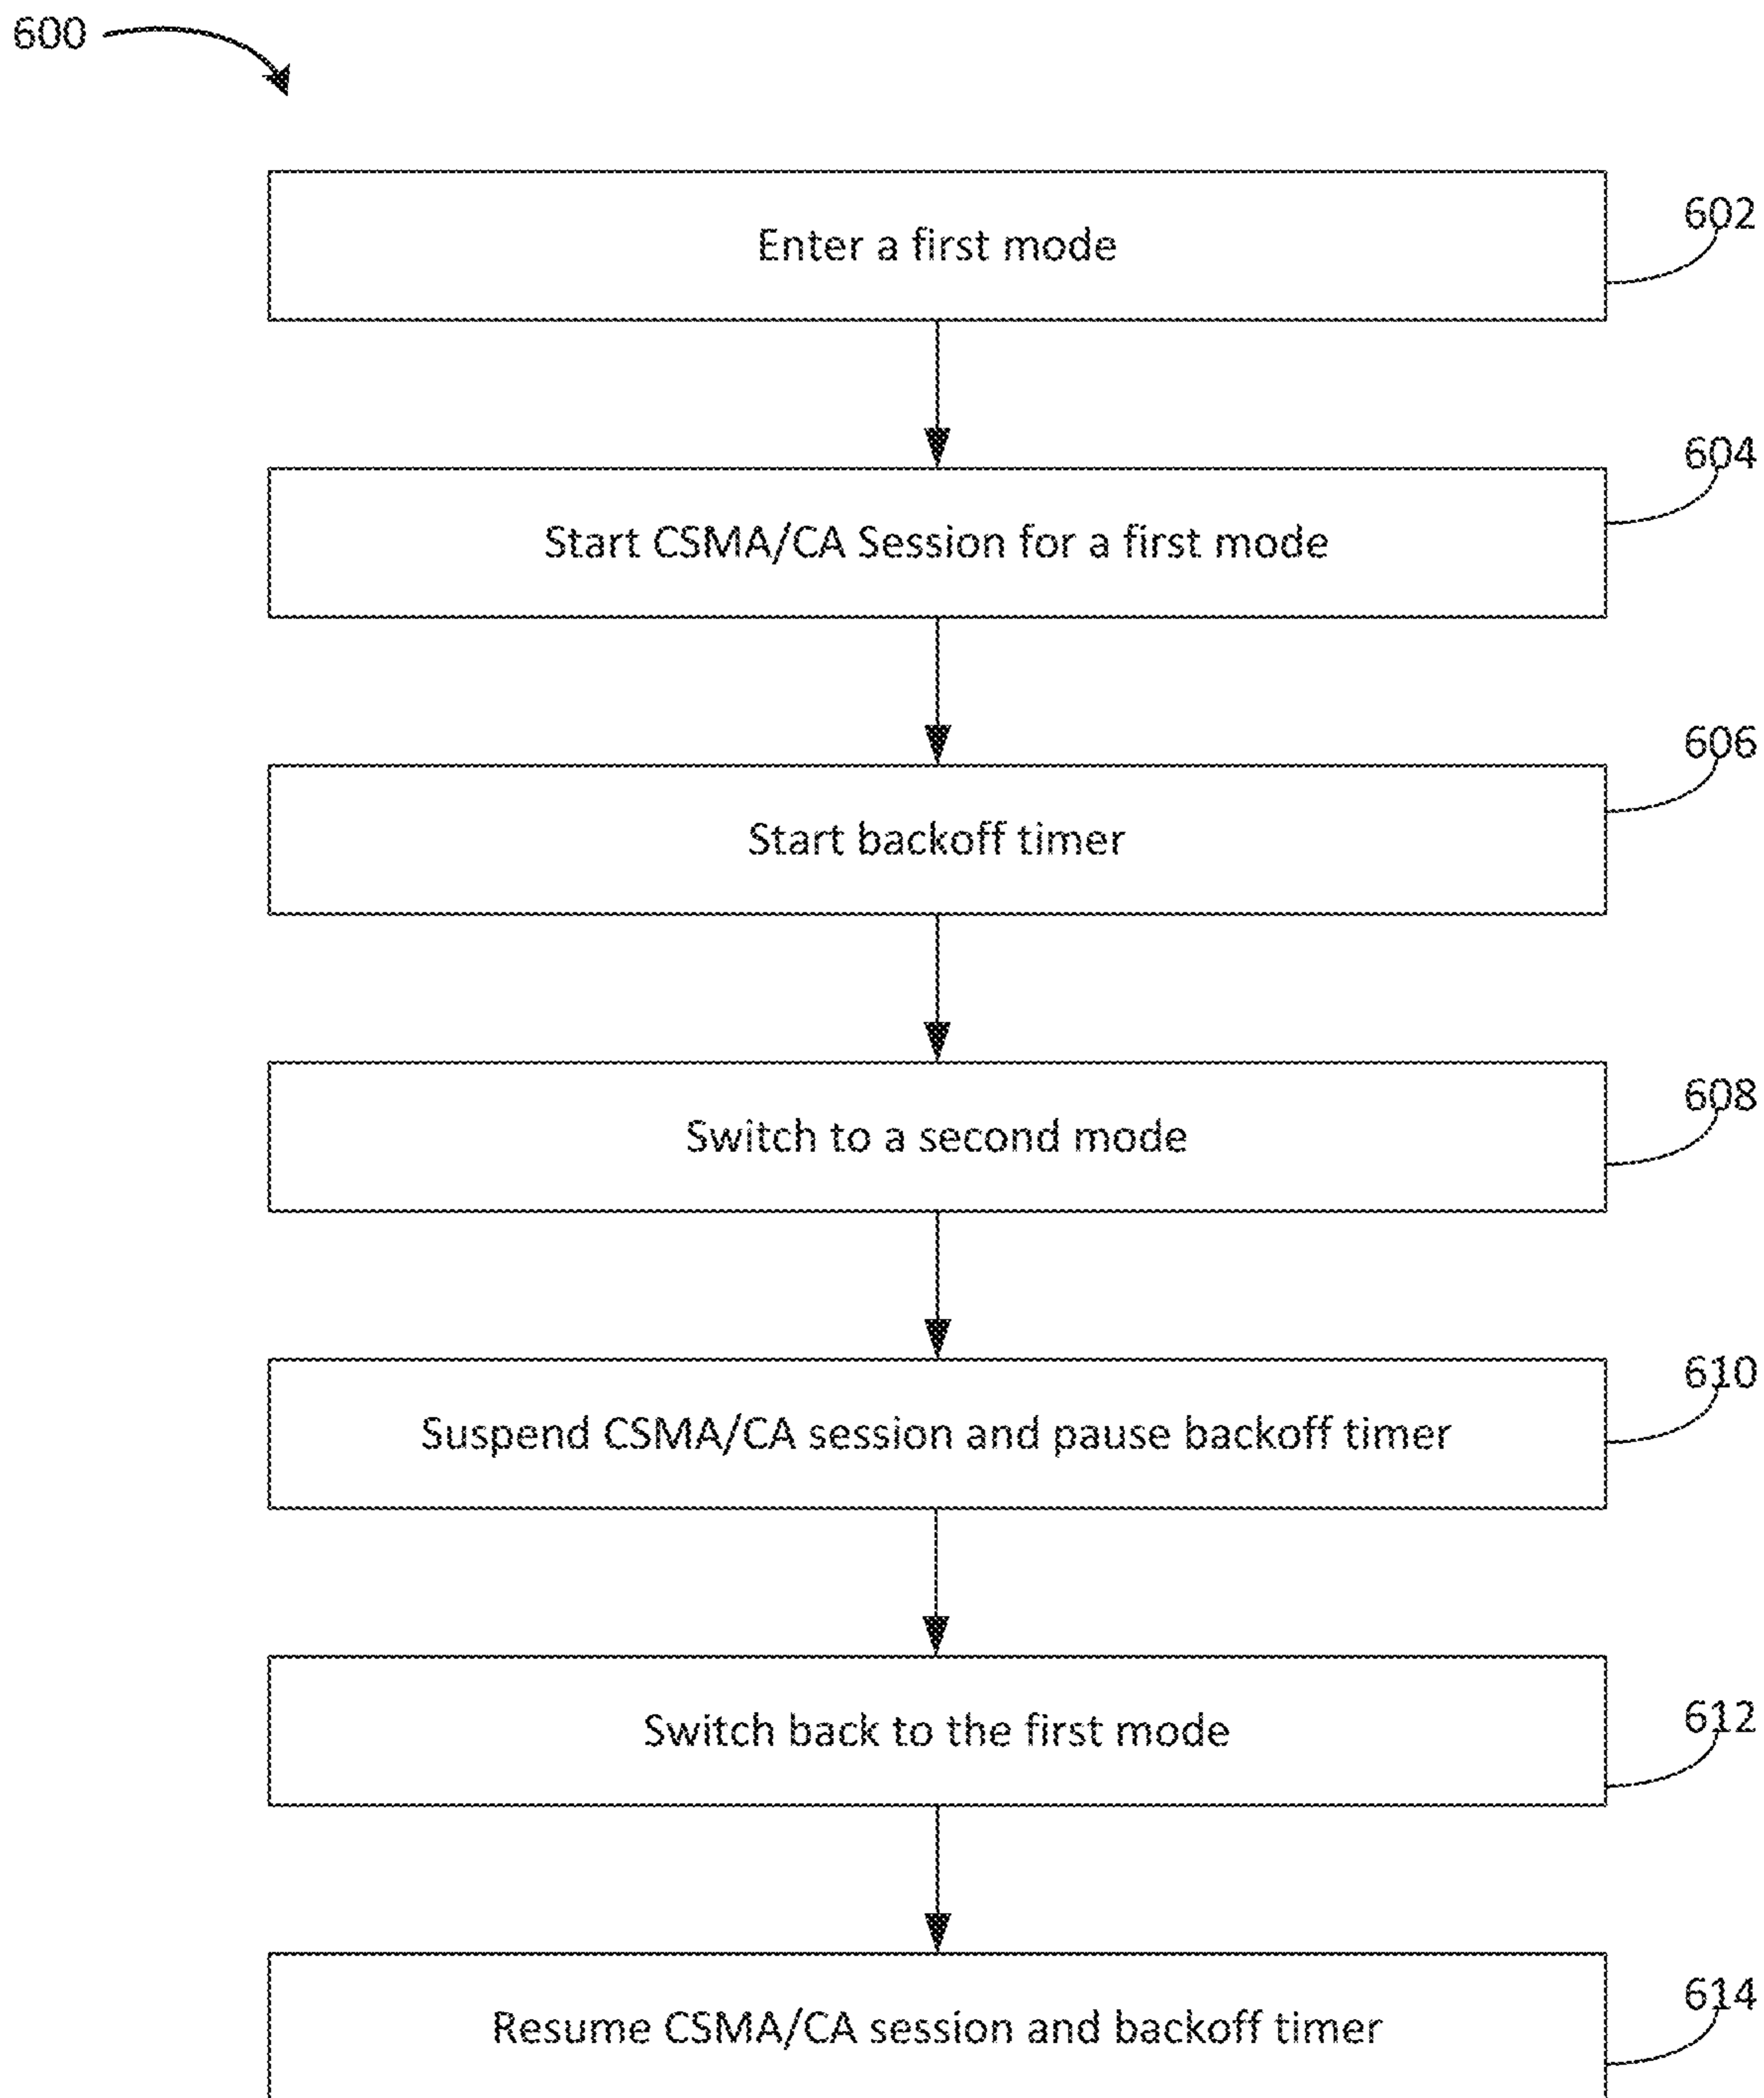 600
602
Enter a first mode
604
Start CSMA/CA Session for a first mode
606
Start backoff timer
608
Switch to a second mode
610
Suspend CSMA/CA session and pause backoff timer
612
Switch back to the first mode
614
Resume CSMA/CA session and backoff timer